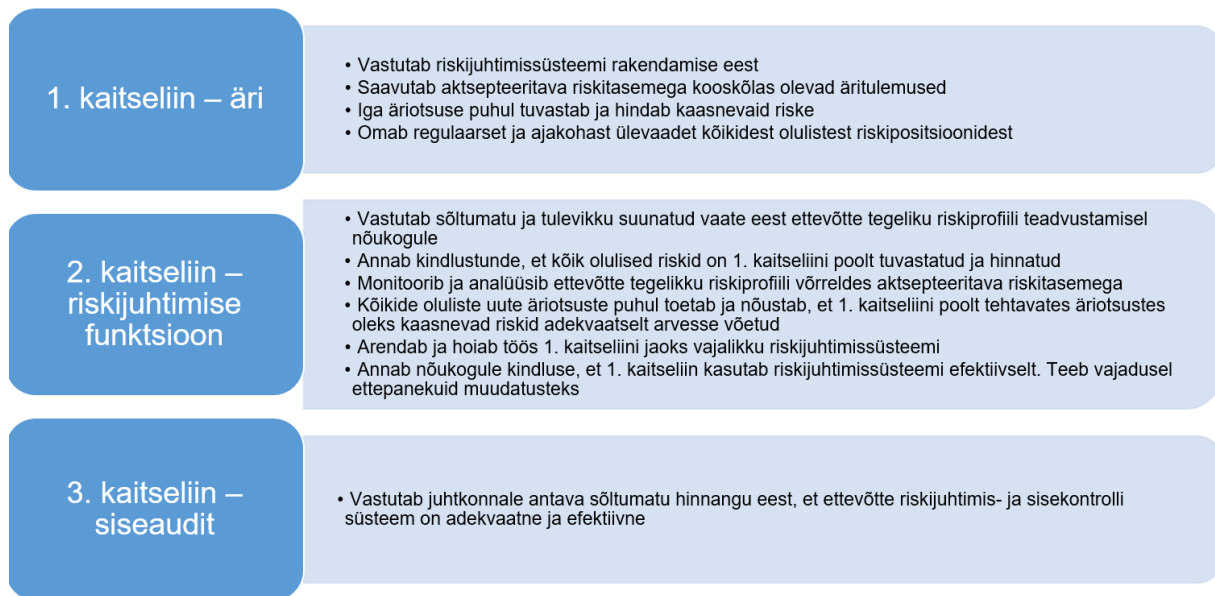 1. kaitseliin – äri
• Vastutab riskijuhtimissüsteemi rakendamise eest
• Saavutab aktsepteeritava riskitasemega kooskõlas olevad äritulemused
• Iga äriotsuse puhul tuvastab ja hindab kaasnevaid riske
• Omab regulaarset ja ajakohast ülevaadet kõikidest olulistest riskipositsioonidest
2. kaitseliin –
riskijuhtimise
funktsioon
• Vastutab sõltumatu ja tulevikku suunatud vaate eest ettevõtte tegeliku riskiprofiili teadvustamisel
nõukogule
• Annab kindlustunde, et kõik olulised riskid on 1. kaitseliini poolt tuvastatud ja hinnatud
• Monitoorib ja analüüsib ettevõtte tegelikku riskiprofiili võrreldes aktsepteeritava riskitasemega
• Kõikide oluliste uute äriotsuste puhul toetab ja nõustab, et 1. kaitseliini poolt tehtavates äriotsustes
oleks kaasnevad riskid adekvaatselt arvesse võetud
• Arendab ja hoiab töös 1. kaitseliini jaoks vajalikku riskijuhtimissüsteemi
• Annab nõukogule kindluse, et 1. kaitseliin kasutab riskijuhtimissüsteemi efektiivselt. Teeb vajadusel
ettepanekuid muudatusteks
3. kaitseliin –
siseaudit
• Vastutab juhtkonnale antava sõltumatu hinnangu eest, et ettevõtte riskijuhtimis- ja sisekontrolli
süsteem on adekvaatne ja efektiivne